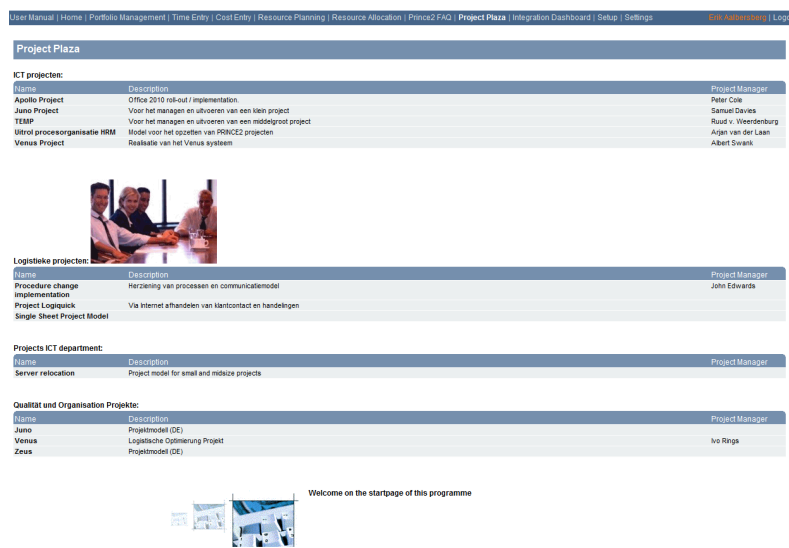 User Manual | Home | Portfolio Management | Time Entry | Cost Entry | Resource Planning | Resource Allocation | Prince2 FAQ | Project Plaza | Integration Dashboard | Setup | Settings Erik Aalbersberg | Logo
Project Plaza
ICT projecten:
Name Description Project Manager
Apollo Project Office 2010 roll-out / implementation. Peter Cole
Juno Project Voor het managen en uitvoeren van een klein project Samuel Davies
TEMP Voor het managen en uitvoeren van een middelgroot project Ruud v. Weerdenburg
Uitrol procesorganisatie HRM Model voor het opzetten van PRINCE2 projecten Arjan van der Laan
Venus Project Realisatie van het Venus systeem Albert Swank
Logistieke projecten:
Name Description Project Manager
Procedure change Herziening van processen en communicatiemodel John Edwards
implementation
Project Logiquick Via Internet afhandelen van klantcontact en handelingen
Single Sheet Project Model
Projects ICT department:
Name Description Project Manager
Server relocation Project model for small and midsize projects
Qualität und Organisation Projekte:
Name Description Project Manager
Juno Projektmodell (DE)
Venus Logistische Optimierung Projekt Ivo Rings
Zeus Projektmodell (DE)
Welcome on the startpage of this programme